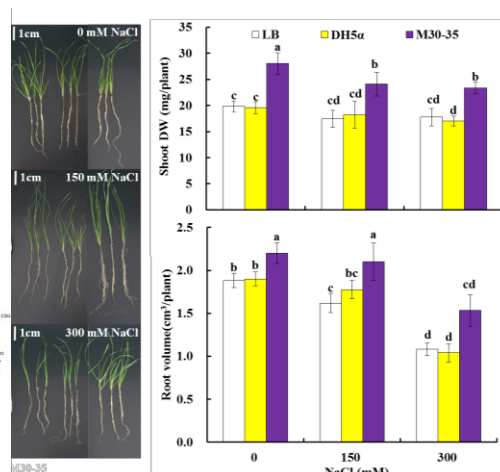 1cm 0 mM NaCl
1cm 150 mM NaCl
1cm 300 mM NaCl
M30-35
LB DH5α M30-35
Shoot DW (mg/plant)
35
30
25
20
15
10
5
0
c c a
cd cd b
cd d b
Root volume(cm³/plant)
2.5
2.0
1.5
1.0
0.5
0.0
b b a
c bc a
d d cd
0 150 300
NaCl (mM)